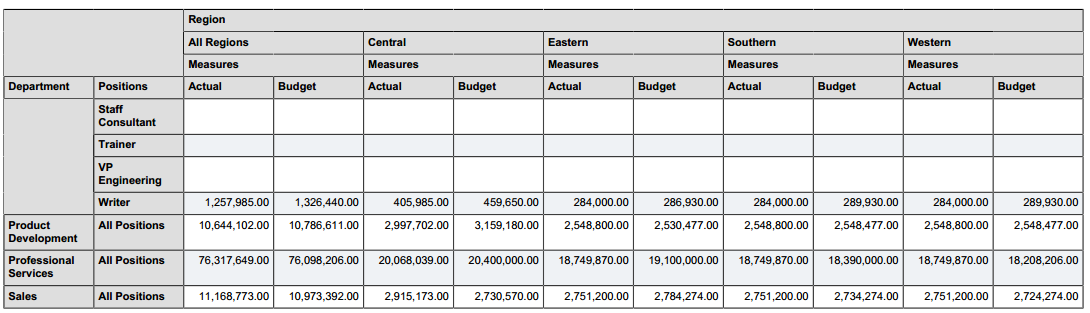 Region
All Regions Central Eastern Southern Western
Measures Measures Measures Measures Measures
Department Positions Actual Budget Actual Budget Actual Budget Actual Budget Actual Budget
Staff
Consultant
Trainer
VP
Engineering
Writer 1,257,985.00 1,326,440.00 405,985.00 459,650.00 284,000.00 286,930.00 284,000.00 289,930.00 284,000.00 289,930.00
Product
Development All Positions 10,644,102.00 10,786,611.00 2,997,702.00 3,159,180.00 2,548,800.00 2,530,477.00 2,548,800.00 2,548,477.00 2,548,800.00 2,548,477.00
Professional
Services All Positions 76,317,649.00 76,098,206.00 20,068,039.00 20,400,000.00 18,749,870.00 19,100,000.00 18,749,870.00 18,390,000.00 18,749,870.00 18,208,206.00
Sales All Positions 11,168,773.00 10,973,392.00 2,915,173.00 2,730,570.00 2,751,200.00 2,784,274.00 2,751,200.00 2,734,274.00 2,751,200.00 2,724,274.00